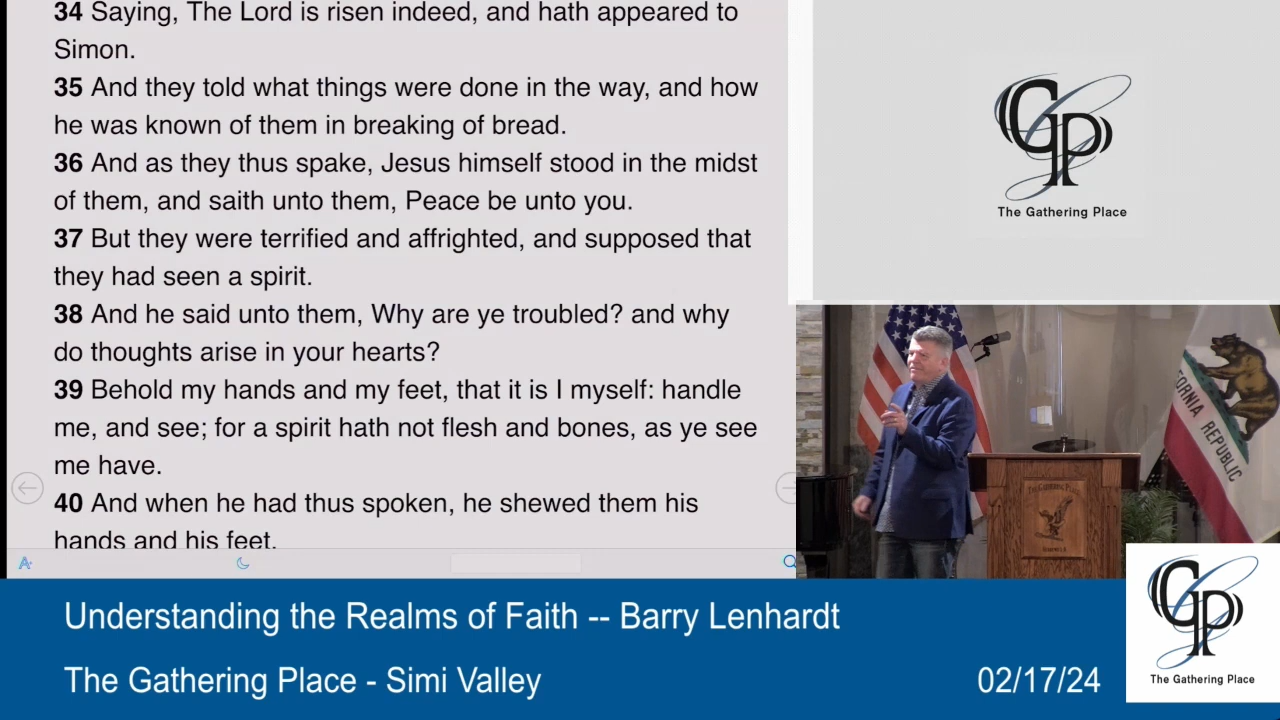 34 Saying, The Lord is risen indeed, and hath appeared to
Simon.
35 And they told what things were done in the way, and how
he was known of them in breaking of bread.
36 And as they thus spake, Jesus himself stood in the midst
of them, and saith unto them, Peace be unto you.
37 But they were terrified and affrighted, and supposed that
they had seen a spirit.
38 And he said unto them, Why are ye troubled? and why
do thoughts arise in your hearts?
39 Behold my hands and my feet, that it is I myself: handle
me, and see; for a spirit hath not flesh and bones, as ye see
me have.
40 And when he had thus spoken, he shewed them his
hands and his feet.
GP
The Gathering Place
REPUBLIC
Understanding the Realms of Faith -- Barry Lenhardt
The Gathering Place - Simi Valley
02/17/24
GP
The Gathering Place